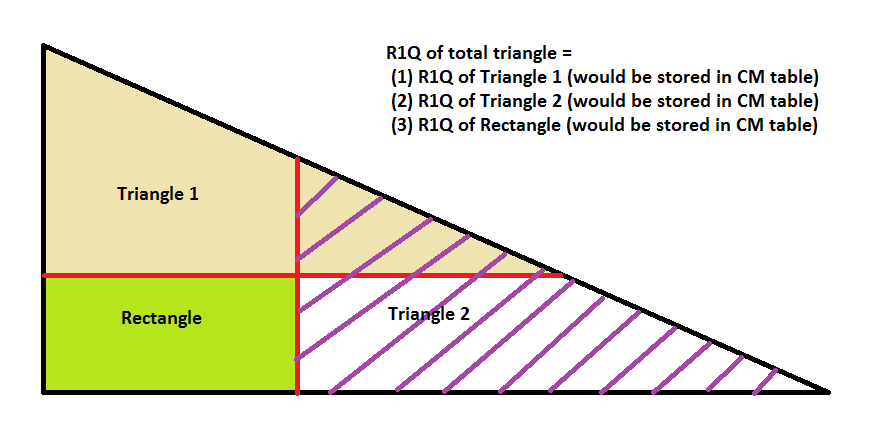 R1Q of total triangle =
(1) R1Q of Triangle 1 (would be stored in CM table)
(2) R1Q of Triangle 2 (would be stored in CM table)
(3) R1Q of Rectangle (would be stored in CM table)
Triangle 1
Rectangle
Triangle 2